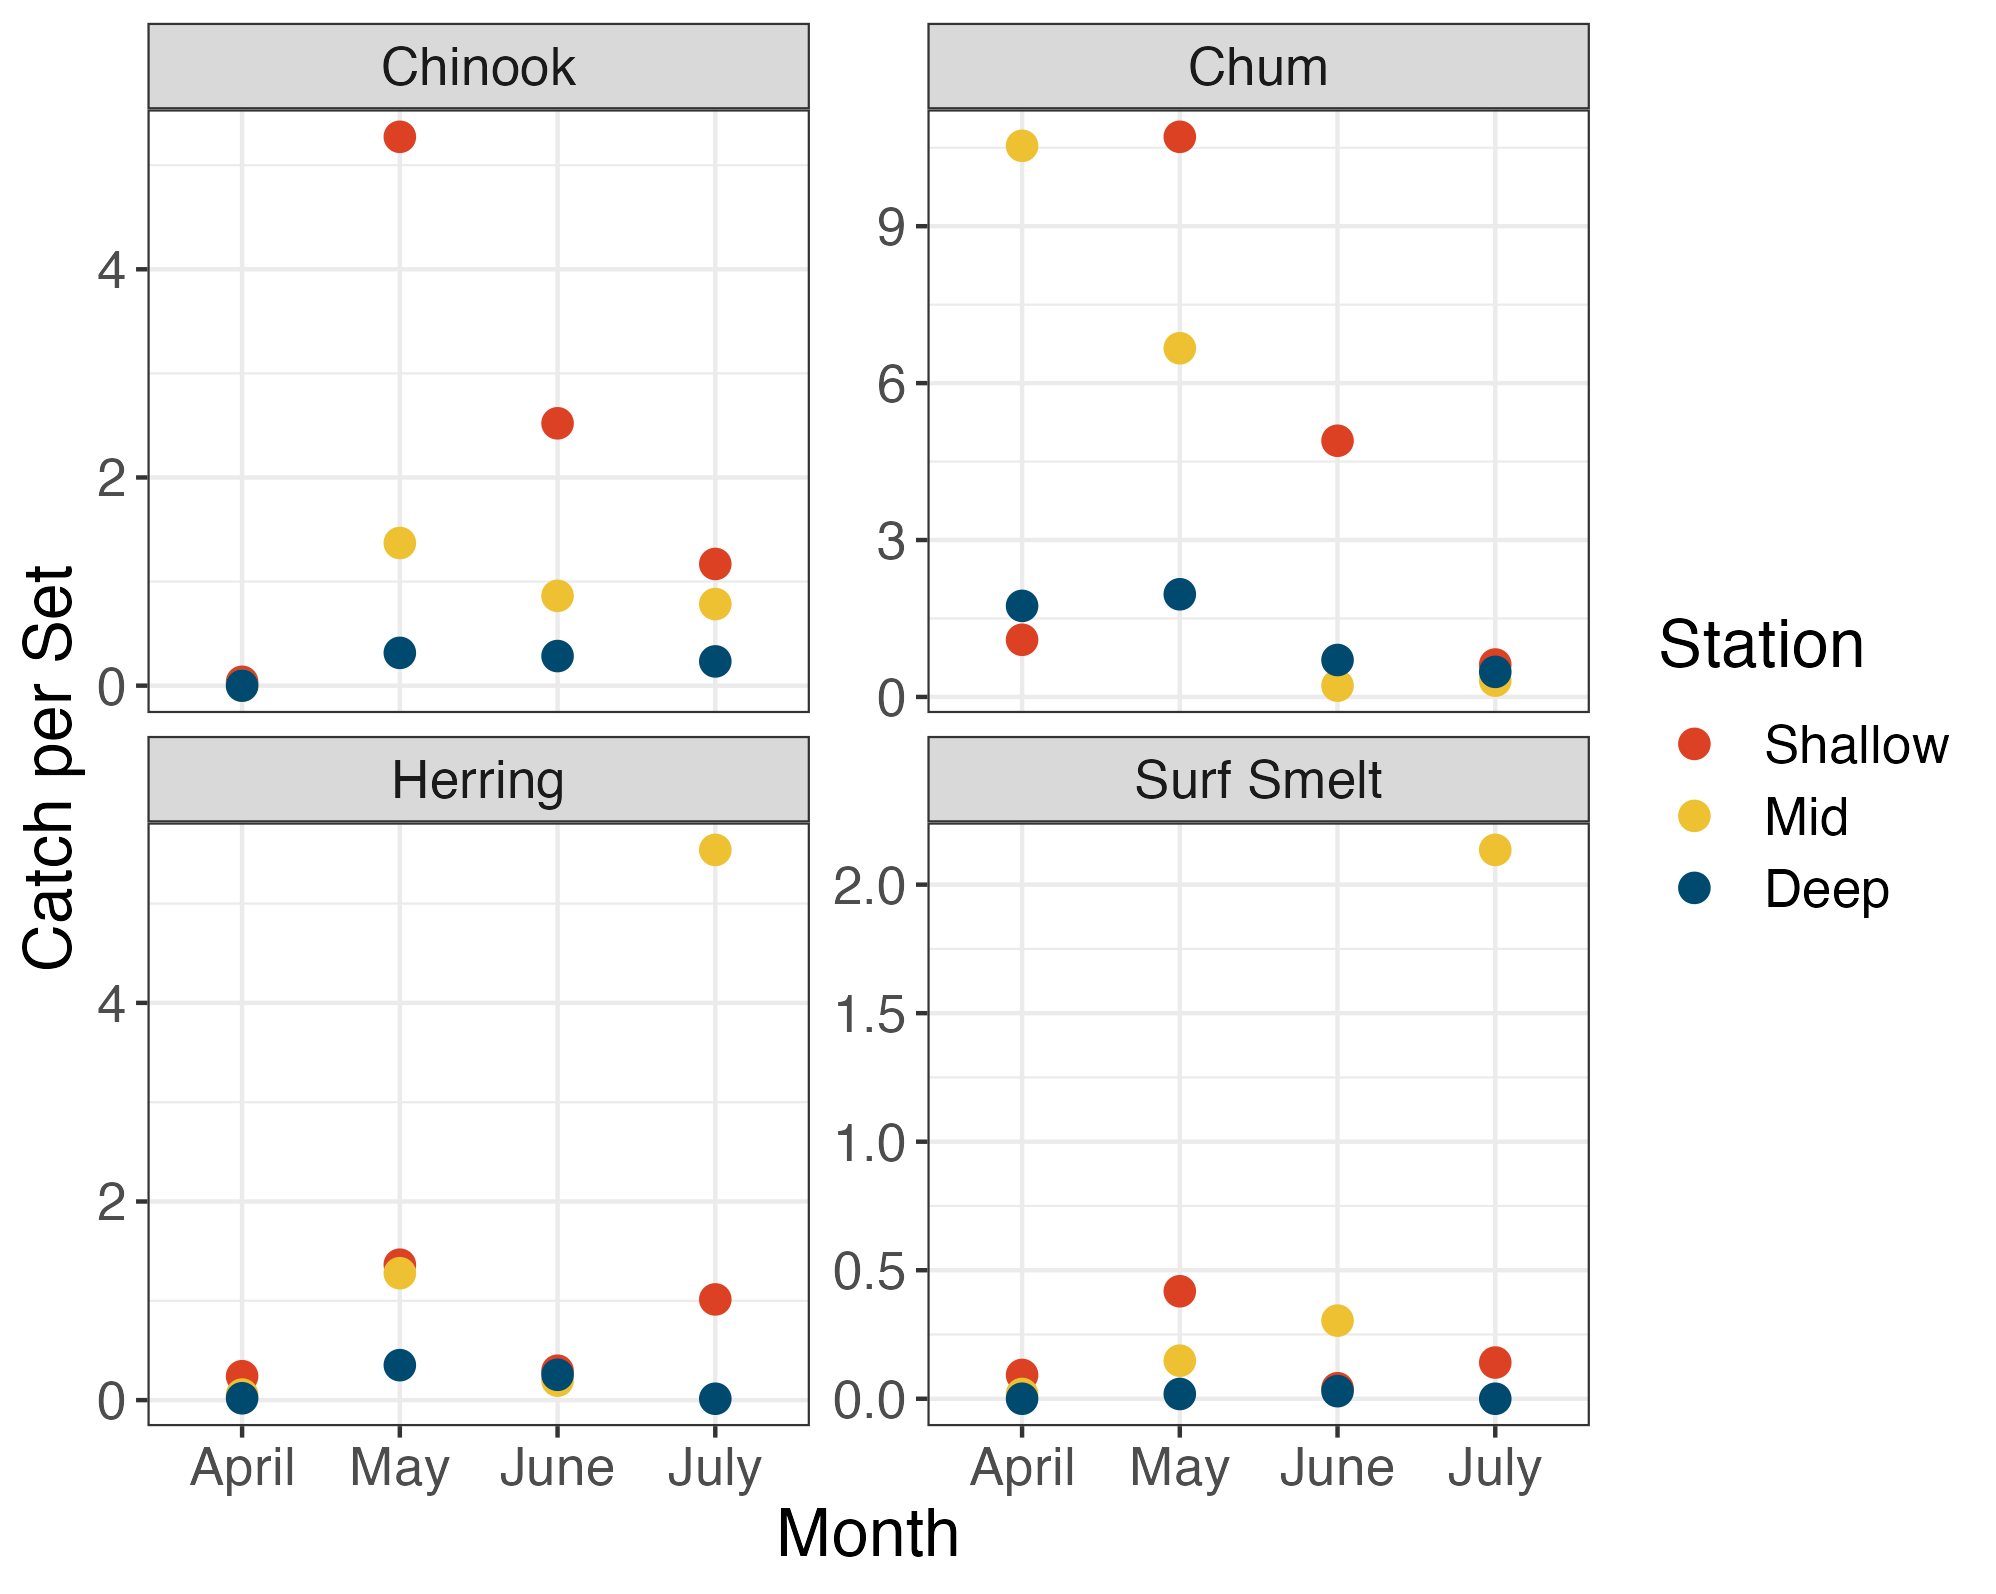 Chinook
Chum
4
2
0
9
6
3
0
Catch per Set
Herring
Surf Smelt
4
2
0
2.0
1.5
1.0
0.5
0.0
April May June July
April May June July
Month
Station
Shallow
Mid
Deep